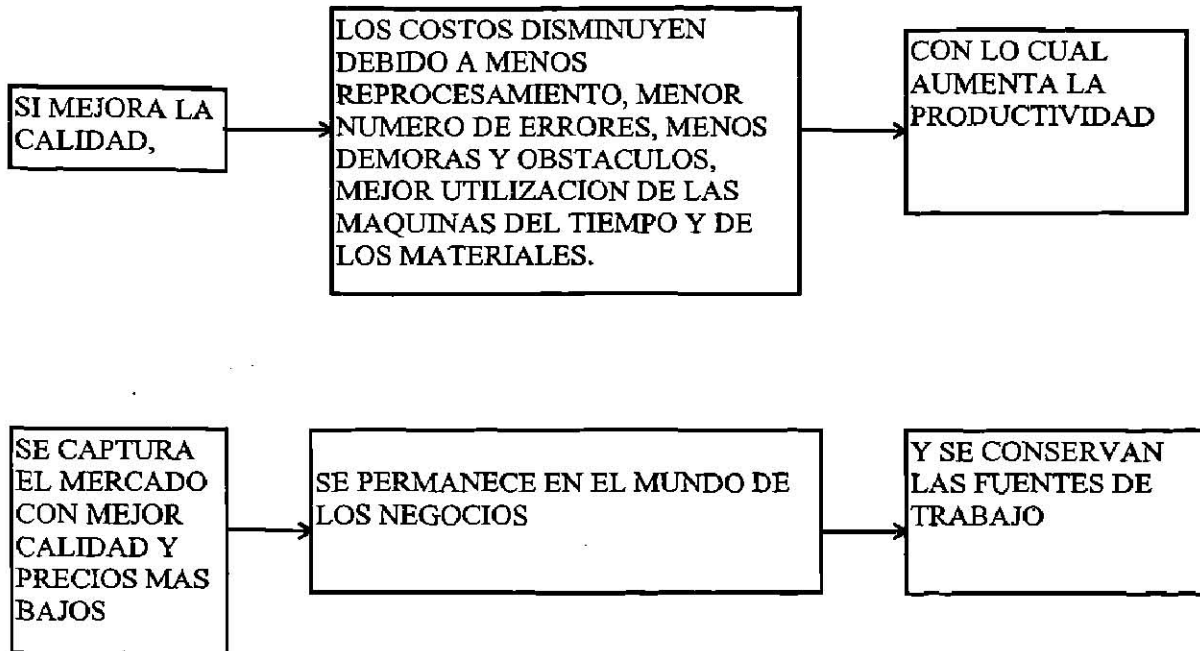 SI MEJORA LA
CALIDAD,
LOS COSTOS DISMINUYEN
DEBIDO A MENOS
REPROCESAMIENTO, MENOR
NUMERO DE ERRORES, MENOS
DEMORAS Y OBSTACULOS,
MEJOR UTILIZACION DE LAS
MAQUINAS DEL TIEMPO Y DE
LOS MATERIALES.
CON LO CUAL
AUMENTA LA
PRODUCTIVIDAD
SE CAPTURA
EL MERCADO
CON MEJOR
CALIDAD Y
PRECIOS MAS
BAJOS
SE PERMANECE EN EL MUNDO DE
LOS NEGOCIOS
Y SE CONSERVAN
LAS FUENTES DE
TRABAJO